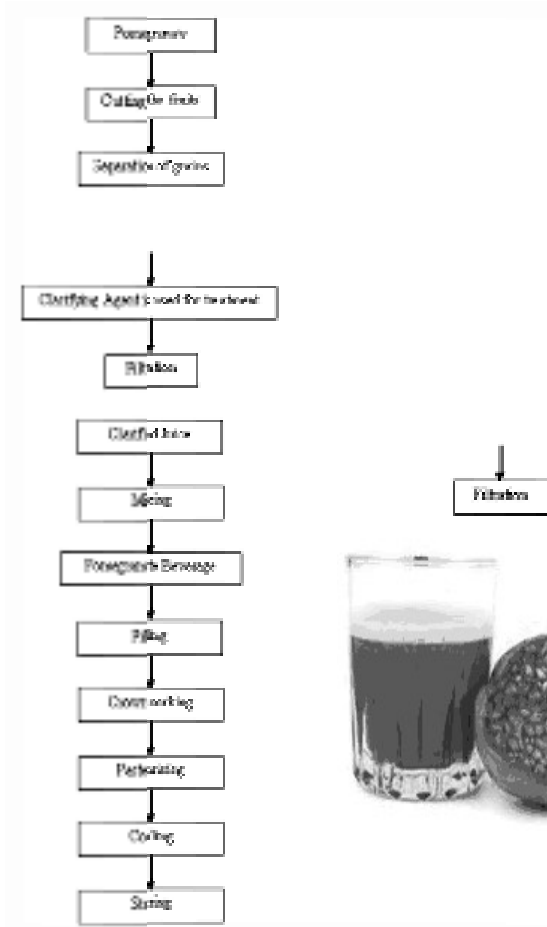 Pomegranate
Cutting the fruits
Separation of grains
Clarifying Agent is used for treatment
Filtration
Clarified Juice
Mixing
Pomegranate Beverage
Filling
Crown corking
Pasteurizing
Cooling
Storing
Filtration